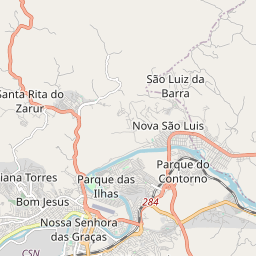 São Luiz da
Barra
Santa Rita do
Zarur
Nova São Luis
Parque do
Contorno
iana Torres
Parque das
Ilhas
Bom Jesus
284
Nossa Senhora
das Graças
CSN